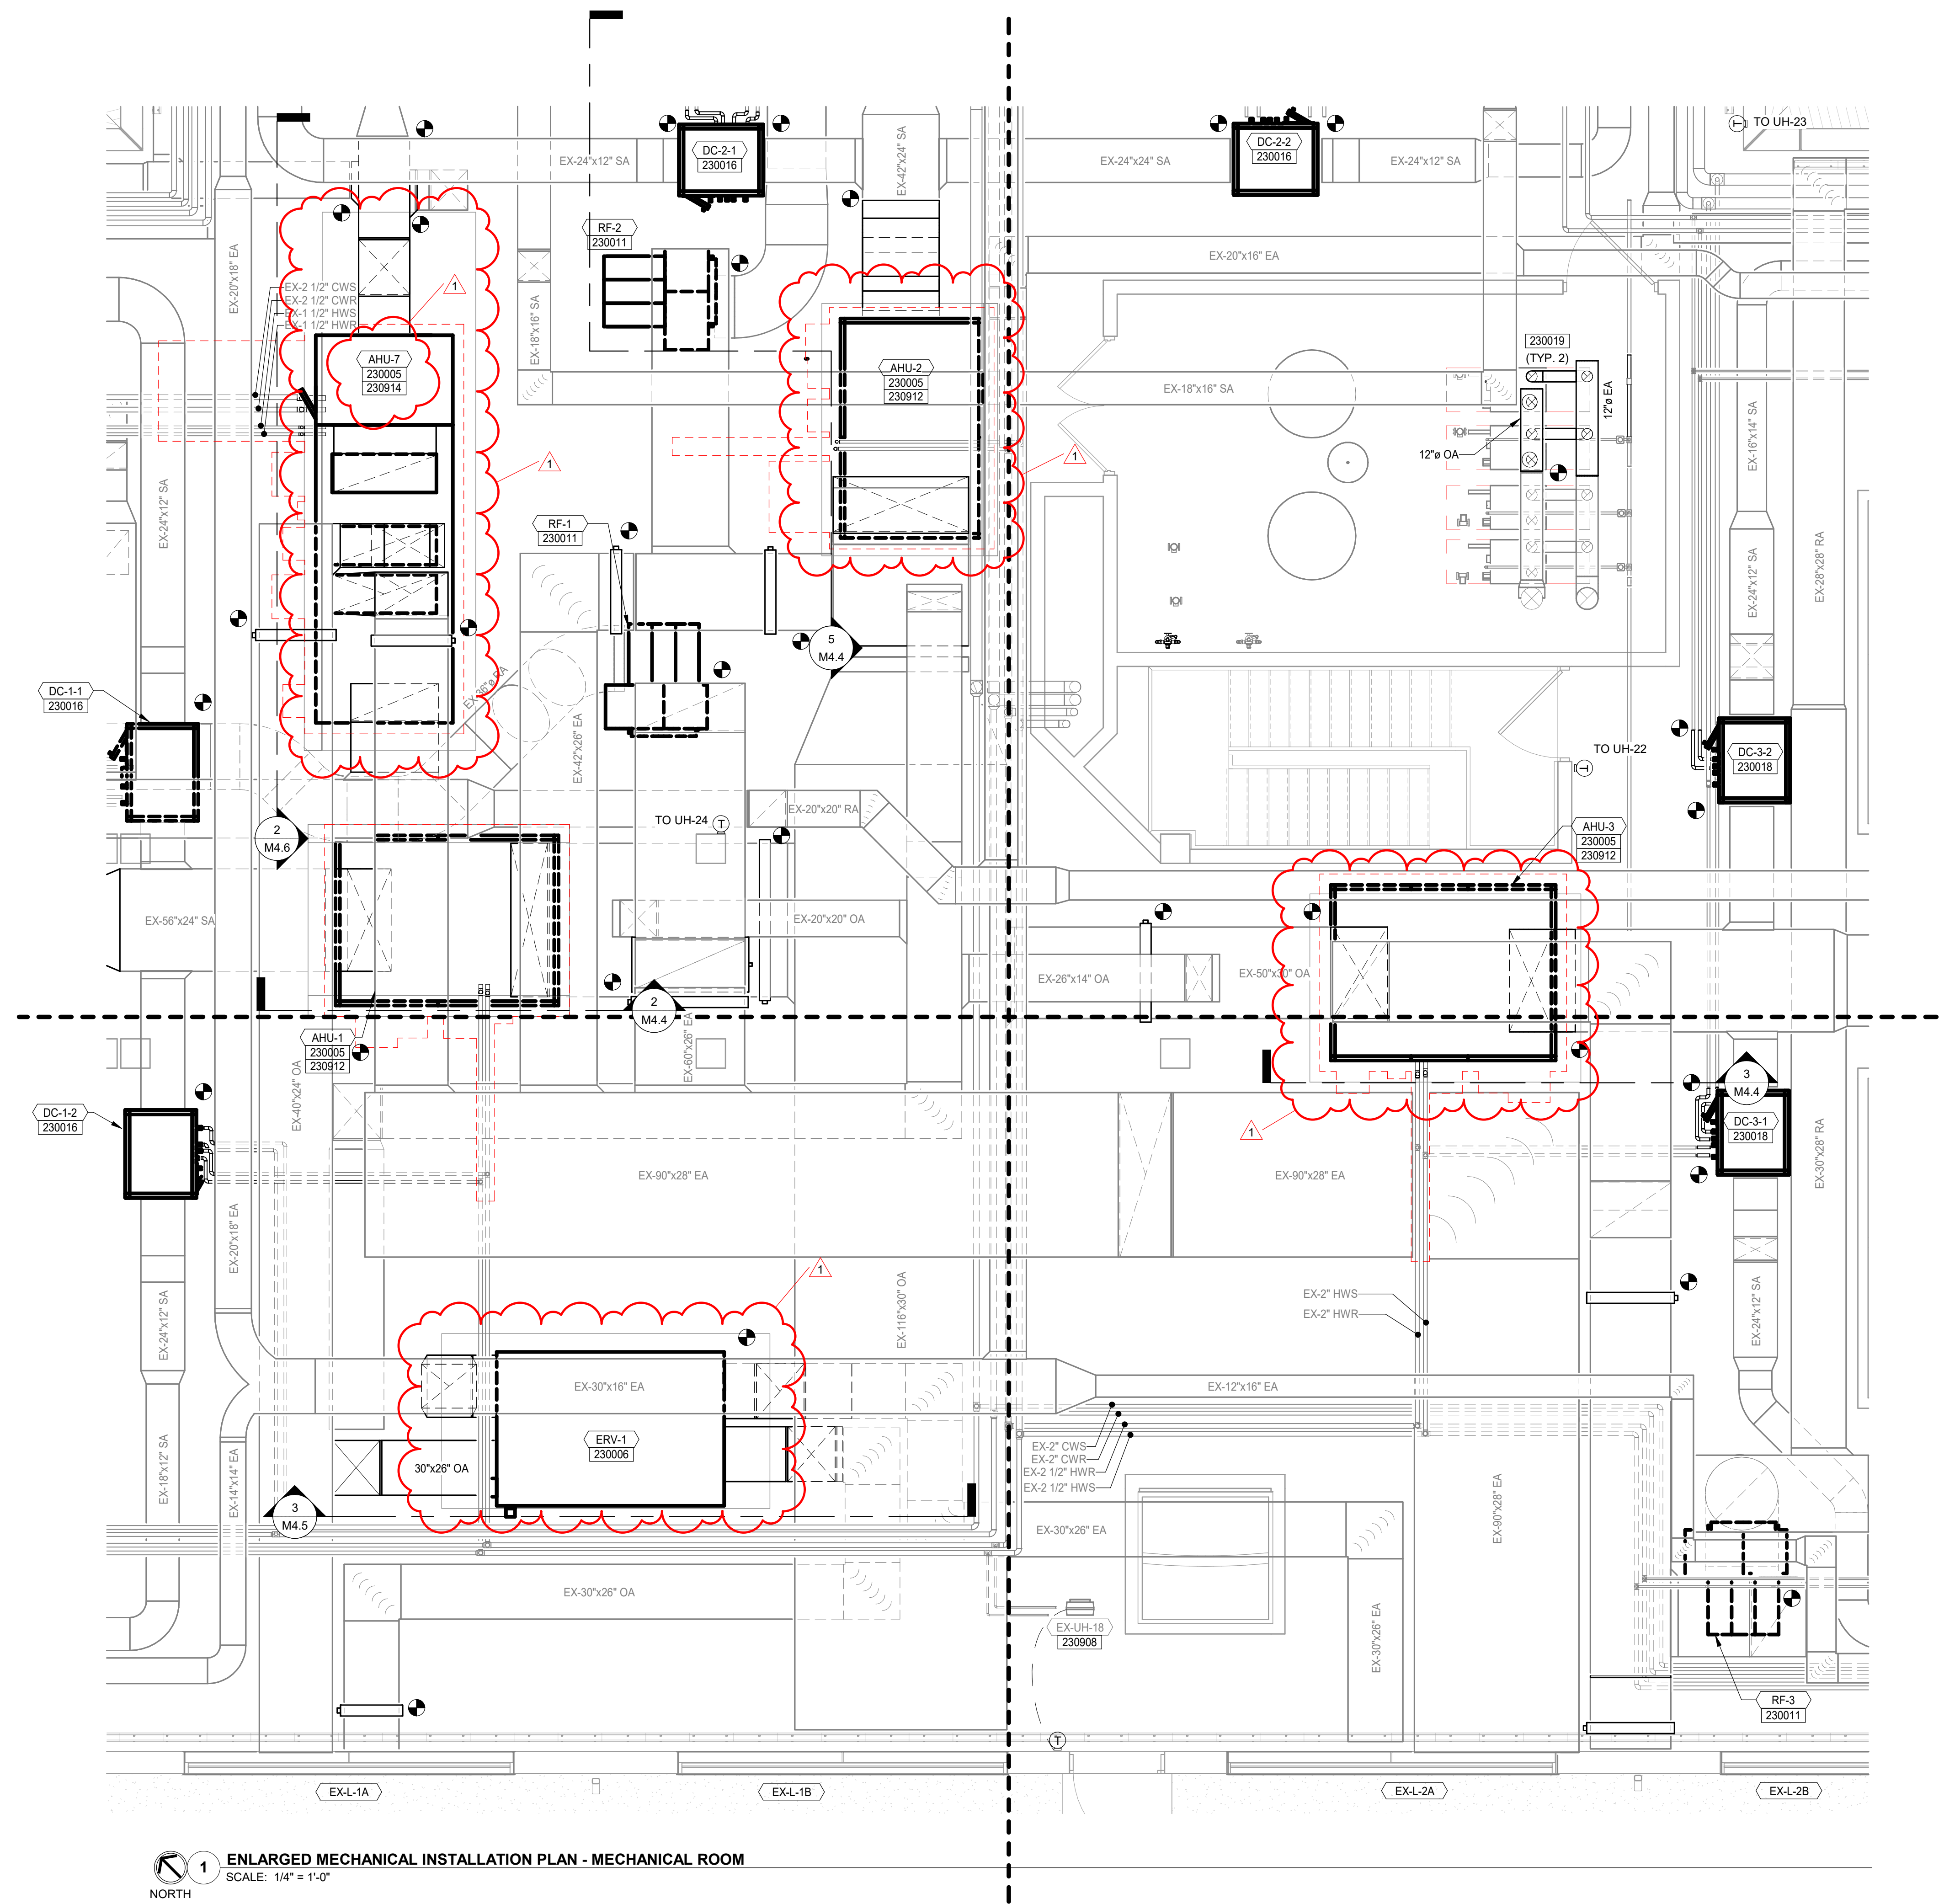 TO UH-23
DC-2-1
230016
DC-2-2
230016
EX-24"x12" SA
EX-42"x24" SA
EX-24"x24" SA
EX-24"x12" SA
RF-2
230011
EX-20"x18" EA
EX-20"x16" EA
EX-2 1/2" CWS
EX-2 1/2" CWR
EX-1 1/2" HWS
EX-1 1/2" HWR
1
EX-18"x16" SA
AHU-7
230005
230914
AHU-2
230005
230912
EX-18"x16" SA
230019
(TYP. 2)
12"ø EA
12"ø OA
1
1
EX-16"x14" SA
EX-24"x12" SA
RF-1
230011
EX-24"x12" SA
EX-28"x28" RA
5
M4.4
DC-1-1
230016
EX-36"ø EA
EX-42"x26" EA
TO UH-22
T
DC-3-2
230018
EX-20"x20" RA
TO UH-24
T
2
M4.6
AHU-3
230005
230912
EX-56"x24" SA
EX-20"x20" OA
EX-26"x14" OA
EX-50"x30" OA
2
M4.4
AHU-1
230005
230912
EX-60"x26" EA
EX-40"x24" OA
3
M4.4
DC-1-2
230016
1
DC-3-1
230018
EX-90"x28" EA
EX-90"x28" EA
EX-30"x28" RA
EX-20"x18" EA
1
EX-2" HWS
EX-2" HWR
EX-24"x12" SA
EX-116"x30" OA
EX-24"x12" SA
EX-30"x16" EA
EX-12"x16" EA
ERV-1
230006
30"x26" OA
EX-2" CWS
EX-2" CWR
EX-2 1/2" HWR
EX-2 1/2" HWS
EX-18"x12" SA
EX-14"x14" EA
3
M4.5
EX-30"x26" EA
EX-90"x28" EA
EX-30"x26" OA
EX-UH-18
230908
EX-30"x26" EA
RF-3
230011
T
EX-L-1A
EX-L-1B
EX-L-2A
EX-L-2B
1
ENLARGED MECHANICAL INSTALLATION PLAN - MECHANICAL ROOM
SCALE: 1/4" = 1'-0"
NORTH